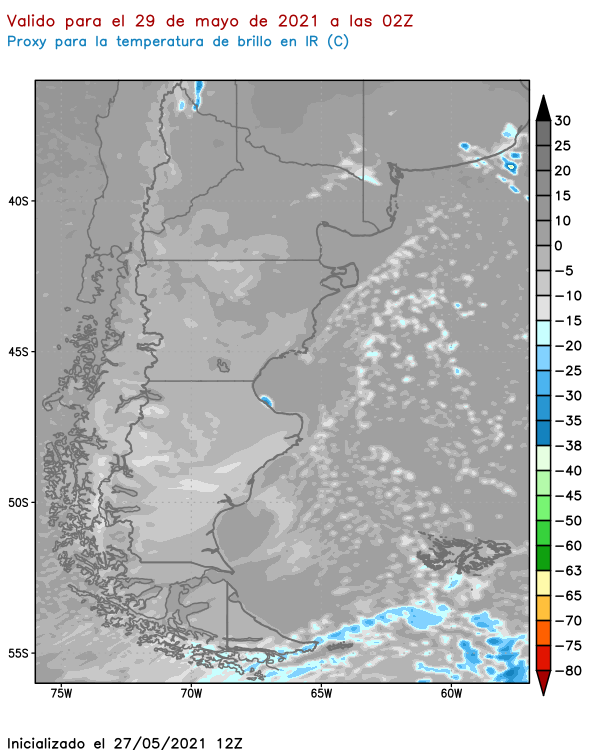 Valido para el 29 de mayo de 2021 a las 02Z
Proxy para la temperatura de brillo en IR (C)
30
25
20
15
10
0
-5
-10
-15
-20
-25
-30
-35
-38
-40
-45
-50
-60
-63
-65
-70
-75
-80
40S
45S
50S
55S
75W
70W
65W
60W
Inicializado el 27/05/2021 12Z